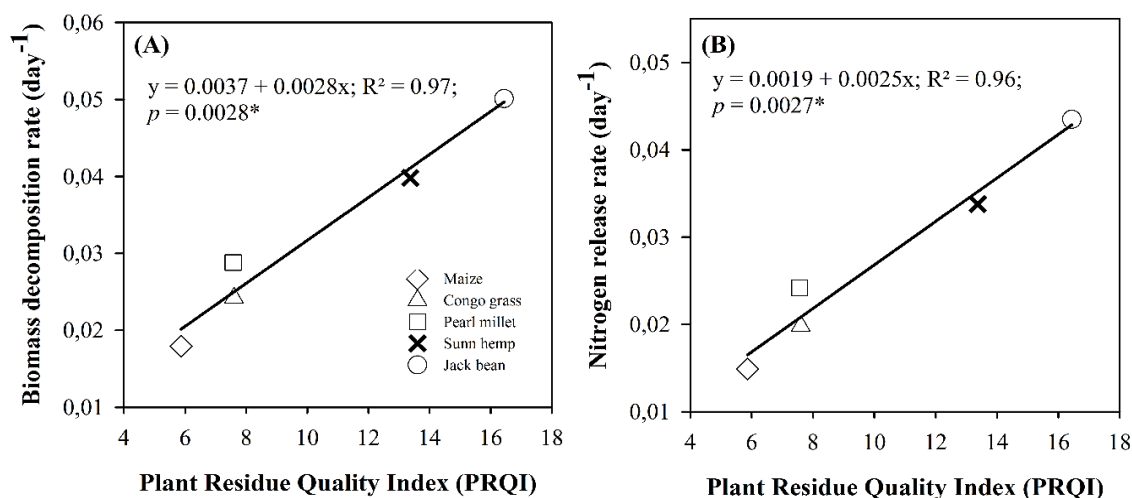 (A)
y = 0.0037 + 0.0028x; R² = 0.97;
p = 0.0028*
Biomass decomposition rate (day⁻¹)
0,06
0,05
0,04
0,03
0,02
0,01
Maize
Congo grass
Pearl millet
Sunn hemp
Jack bean
4 6 8 10 12 14 16 18
Plant Residue Quality Index (PRQI)
(B)
y = 0.0019 + 0.0025x; R² = 0.96;
p = 0.0027*
Nitrogen release rate (day⁻¹)
0,05
0,04
0,03
0,02
0,01
4 6 8 10 12 14 16 18
Plant Residue Quality Index (PRQI)